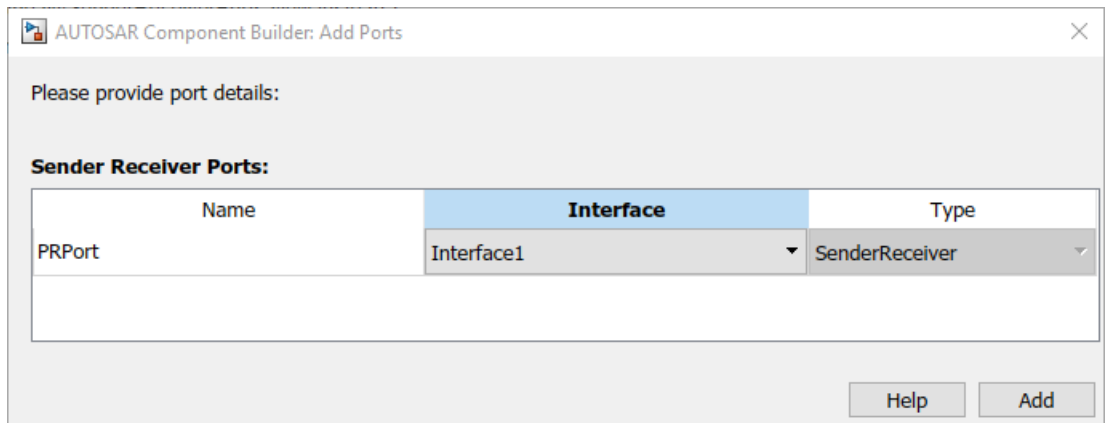 AUTOSAR Component Builder: Add Ports
Please provide port details:
Sender Receiver Ports:
Name Interface Type
PRPort Interface1 SenderReceiver
Help Add